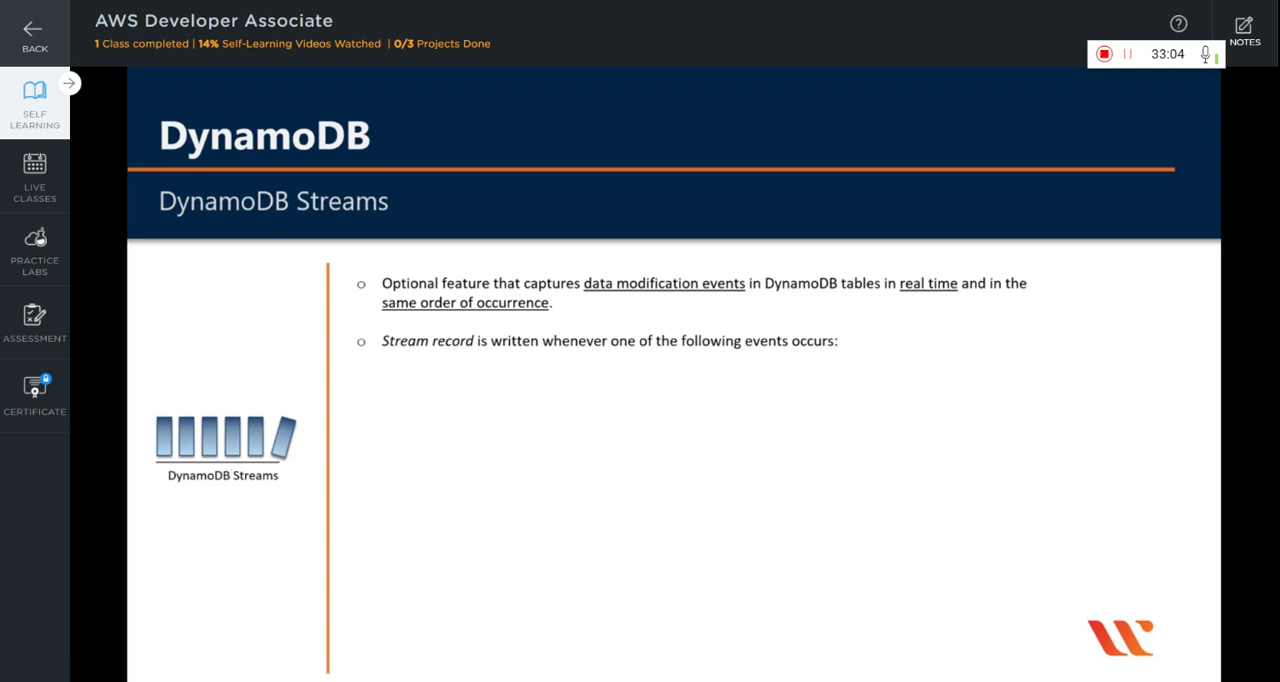 BACK
AWS Developer Associate
1 Class completed | 14% Self-Learning Videos Watched | 0/3 Projects Done
NOTES
33:04
SELF
LEARNING
LIVE
CLASSES
PRACTICE
LABS
ASSESSMENT
CERTIFICATE
DynamoDB
DynamoDB Streams
o Optional feature that captures data modification events in DynamoDB tables in real time and in the
same order of occurrence.
o Stream record is written whenever one of the following events occurs:
DynamoDB Streams